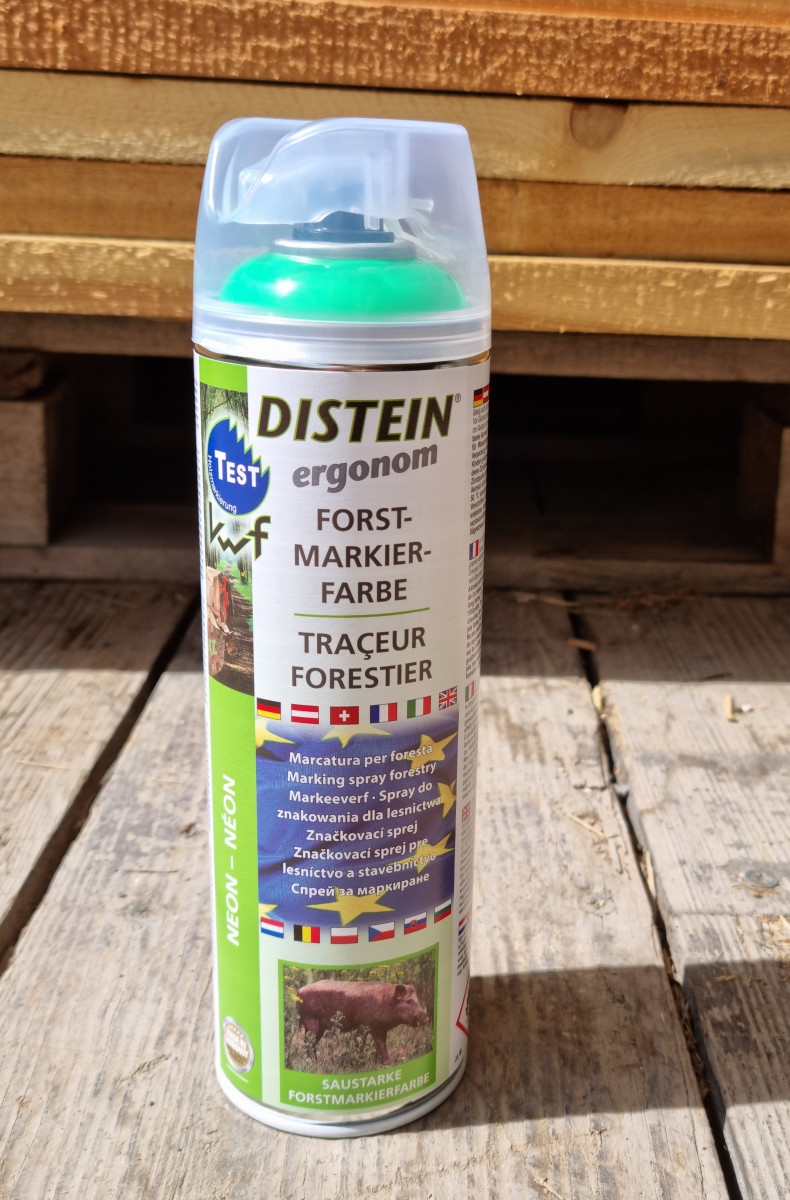 DISTEIN®
ergonom
TEST
Holzmarkierung
kwf
FORST-
MARKIER-
FARBE
TRAÇEUR
FORESTIER
Marcatura per foresta
Marking spray forestry
Markeeverf · Spray do
znakowania dla lesnictwa
Značkovací sprej
Značkovací sprej pre
lesníctvo a stavebníctvo
Спрей за маркиране
NEON – NÉON
SAUSTARKE
FORSTMARKIERFARBE